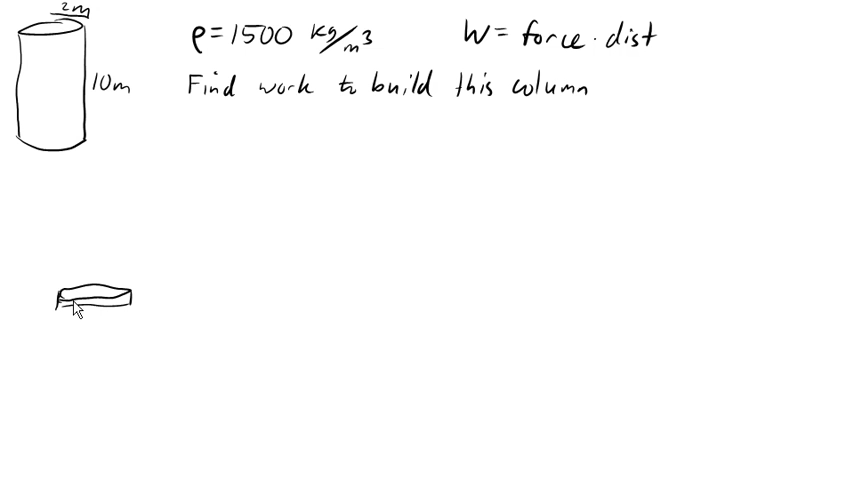 2m
ρ = 1500 kg/m³
W = force · dist
10m
Find work to build this column